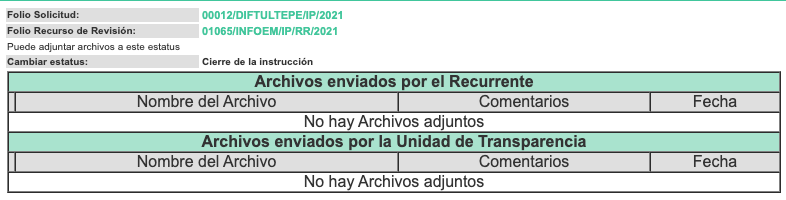 Folio Solicitud: 00012/DIFTULTEPE/IP/2021
Folio Recurso de Revisión: 01065/INFOEM/IP/RR/2021
Puede adjuntar archivos a este estatus
Cambiar estatus: Cierre de la instrucción
Archivos enviados por el Recurrente
Nombre del Archivo Comentarios Fecha
No hay Archivos adjuntos
Archivos enviados por la Unidad de Transparencia
Nombre del Archivo Comentarios Fecha
No hay Archivos adjuntos